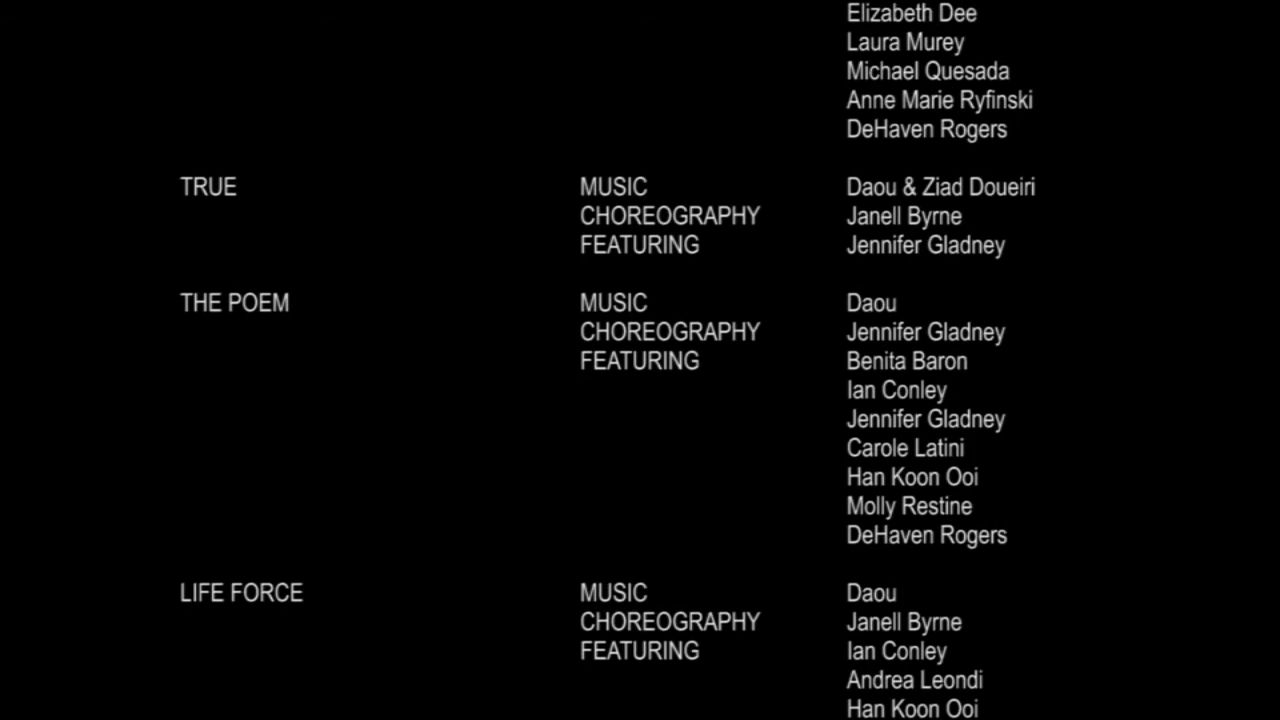 Elizabeth Dee
Laura Murey
Michael Quesada
Anne Marie Ryfinski
DeHaven Rogers
TRUE MUSIC Daou & Ziad Doueiri
CHOREOGRAPHY Janell Byrne
FEATURING Jennifer Gladney
THE POEM MUSIC Daou
CHOREOGRAPHY Jennifer Gladney
FEATURING Benita Baron
Ian Conley
Jennifer Gladney
Carole Latini
Han Koon Ooi
Molly Restine
DeHaven Rogers
LIFE FORCE MUSIC Daou
CHOREOGRAPHY Janell Byrne
FEATURING Ian Conley
Andrea Leondi
Han Koon Ooi